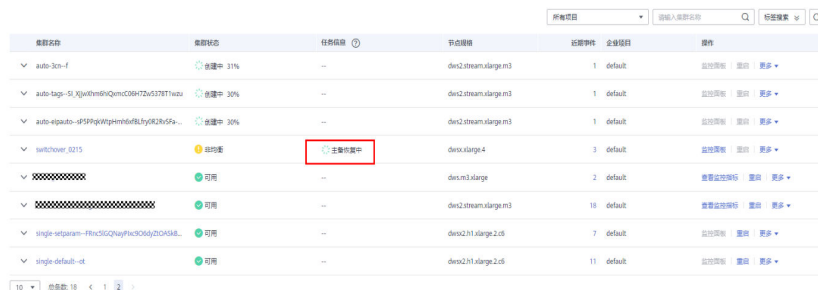 所有项目 请输入集群名称 标签搜索
集群名称 集群状态 任务信息 节点规格 近期事件 企业项目 操作
auto-3cn--f 创建中 31% -- dws2.stream.xlarge.m3 1 default 监控面板 重启 更多
创建中 30% -- dws2.stream.xlarge.m3 1 default 监控面板 重启 更多
创建中 30% -- dws2.stream.xlarge.m3 1 default 监控面板 重启 更多
switchover_0215 非均衡 主备恢复中 dwsx.xlarge.4 3 default 监控面板 重启 更多
可用 -- dws.m3.xlarge 2 default 查看监控指标 重启 更多
可用 -- dws2.stream.xlarge.m3 18 default 查看监控指标 重启 更多
可用 -- dwsx2.h1.xlarge.2.c6 7 default 监控面板 重启 更多
single-default--ot 可用 -- dwsx2.h1.xlarge.2.c6 11 default 监控面板 重启 更多
10 总条数: 18 < 1 2 >